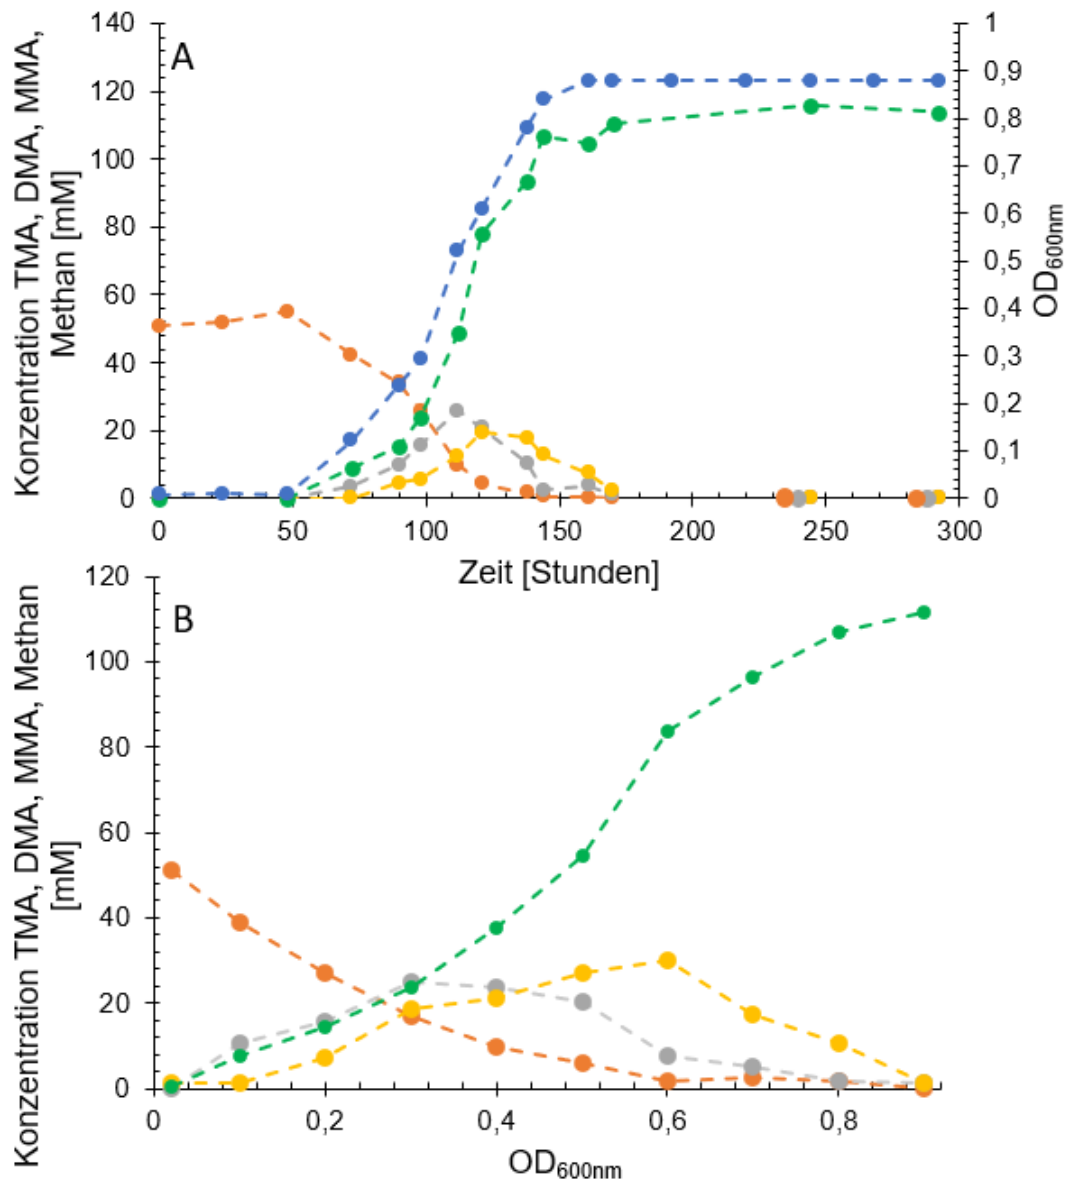 A
Konzentration TMA, DMA, MMA,
Methan [mM]
140
120
100
80
60
40
20
0
1
0,9
0,8
0,7
0,6
0,5
0,4
0,3
0,2
0,1
0
OD600nm
0 50 100 150 200 250 300
Zeit [Stunden]
B
Konzentration TMA, DMA, MMA, Methan
[mM]
120
100
80
60
40
20
0
0 0,2 0,4 0,6 0,8
OD600nm